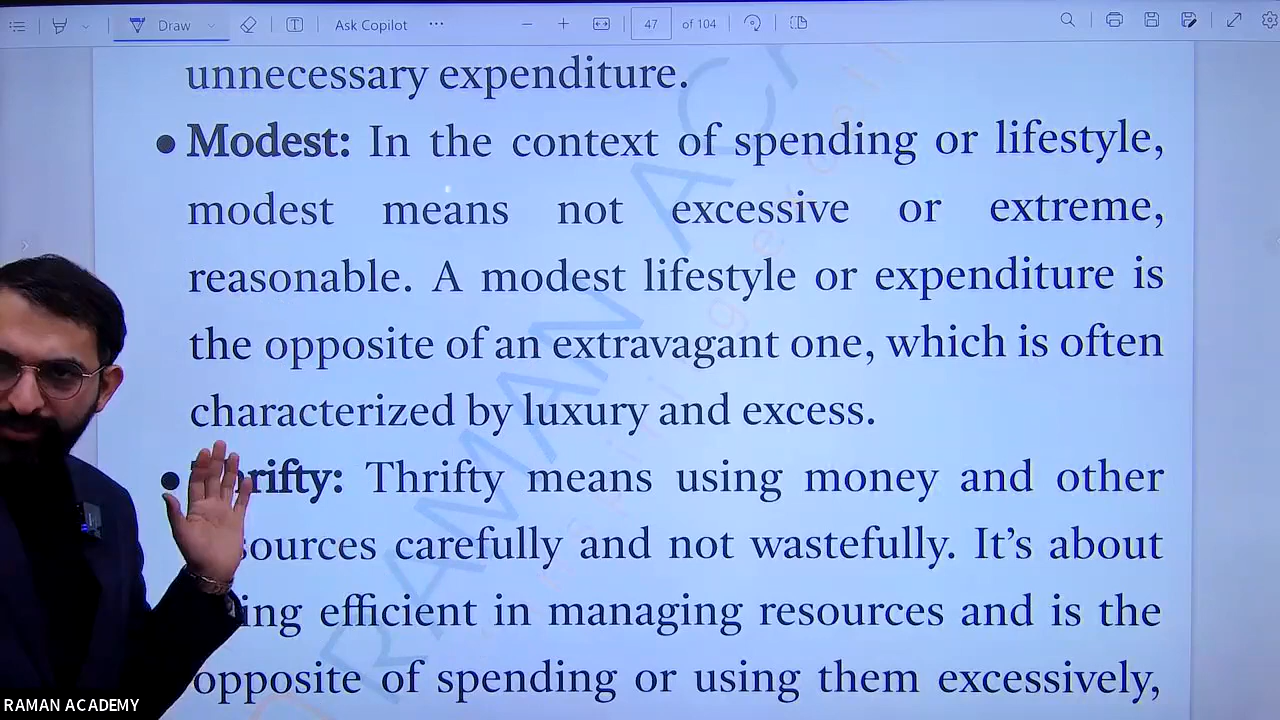 Draw
Ask Copilot
47 of 104
unnecessary expenditure.
• Modest: In the context of spending or lifestyle,
modest means not excessive or extreme,
reasonable. A modest lifestyle or expenditure is
the opposite of an extravagant one, which is often
characterized by luxury and excess.
• Thrifty: Thrifty means using money and other
carefully and not wastefully. It’s about
efficient in managing resources and is the
opposite of spending or using them excessively,
RAMAN ACADEMY
RAMAN ACA